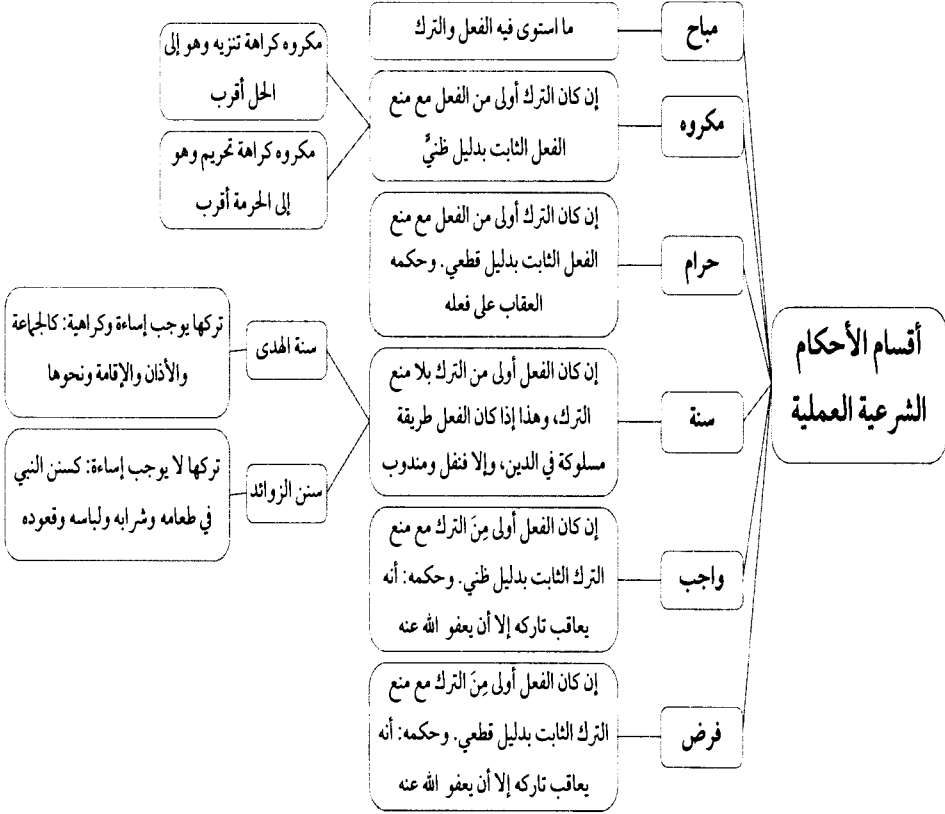 أقسام الأحكام
الشرعية العملية
مباح
ما استوى فيه الفعل والترك
مكروه
إن كان الترك أولى من الفعل مع منع
الفعل الثابت بدليل ظنيٍّ
مكروه كراهة تنزيه وهو إلى
الحل أقرب
مكروه كراهة تحريم وهو
إلى الحرمة أقرب
حرام
إن كان الترك أولى من الفعل مع منع
الفعل الثابت بدليل قطعي. وحكمه
العقاب على فعله
سنة
إن كان الفعل أولى من الترك بلا منع
الترك، وهذا إذا كان الفعل طريقة
مسلوكة في الدين، وإلا فنفل ومندوب
سنة الهدى
تركها يوجب إساءة وكراهية: كالجماعة
والأذان والإقامة ونحوها
سنن الزوائد
تركها لا يوجب إساءة: كسنن النبي
في طعامه وشرابه ولباسه وقعوده
واجب
إن كان الفعل أولى مِنَ الترك مع منع
الترك الثابت بدليل ظني. وحكمه: أنه
يعاقب تاركه إلا أن يعفو الله عنه
فرض
إن كان الفعل أولى مِنَ الترك مع منع
الترك الثابت بدليل قطعي. وحكمه: أنه
يعاقب تاركه إلا أن يعفو الله عنه